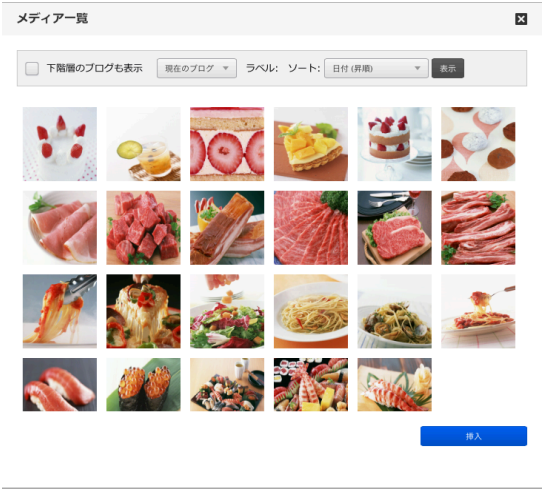 メディア一覧
下階層のブログも表示 現在のブログ ラベル: ソート: 日付 (昇順) 表示
挿入